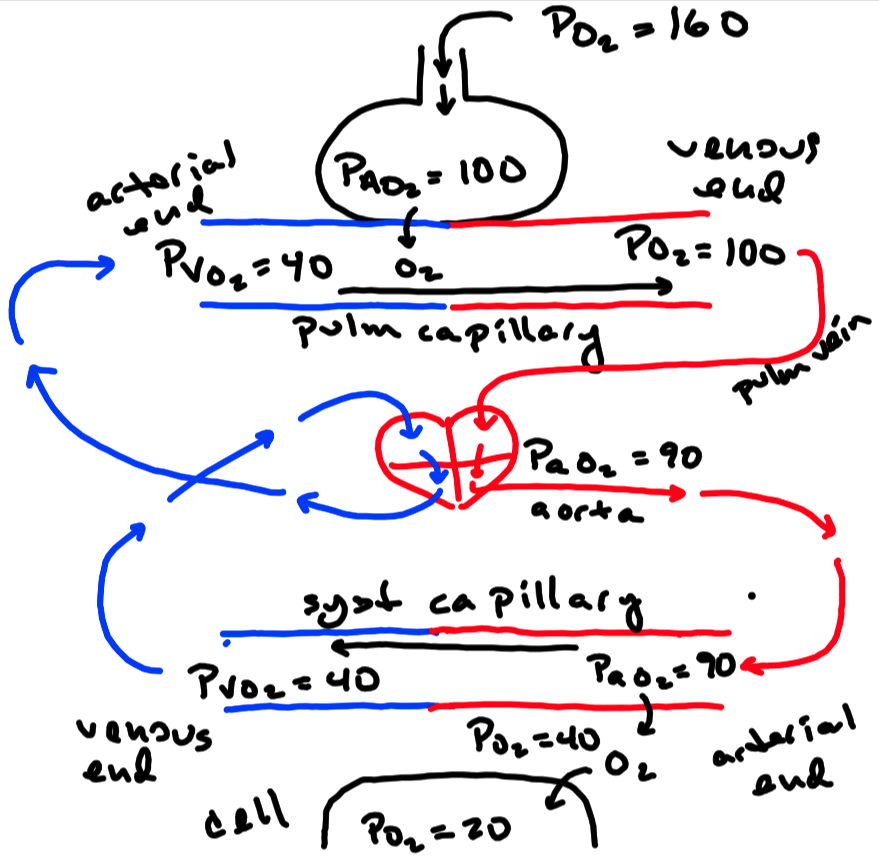 PO₂ = 160
arterial
end
PAO₂ = 100
venous
end
PVO₂ = 40
O₂
PO₂ = 100
pulm capillary
pulm vein
PaO₂ = 90
aorta
syst capillary
PVO₂ = 40
PaO₂ = 90
venous
end
PO₂ = 40
O₂
arterial
end
cell
PO₂ = 20